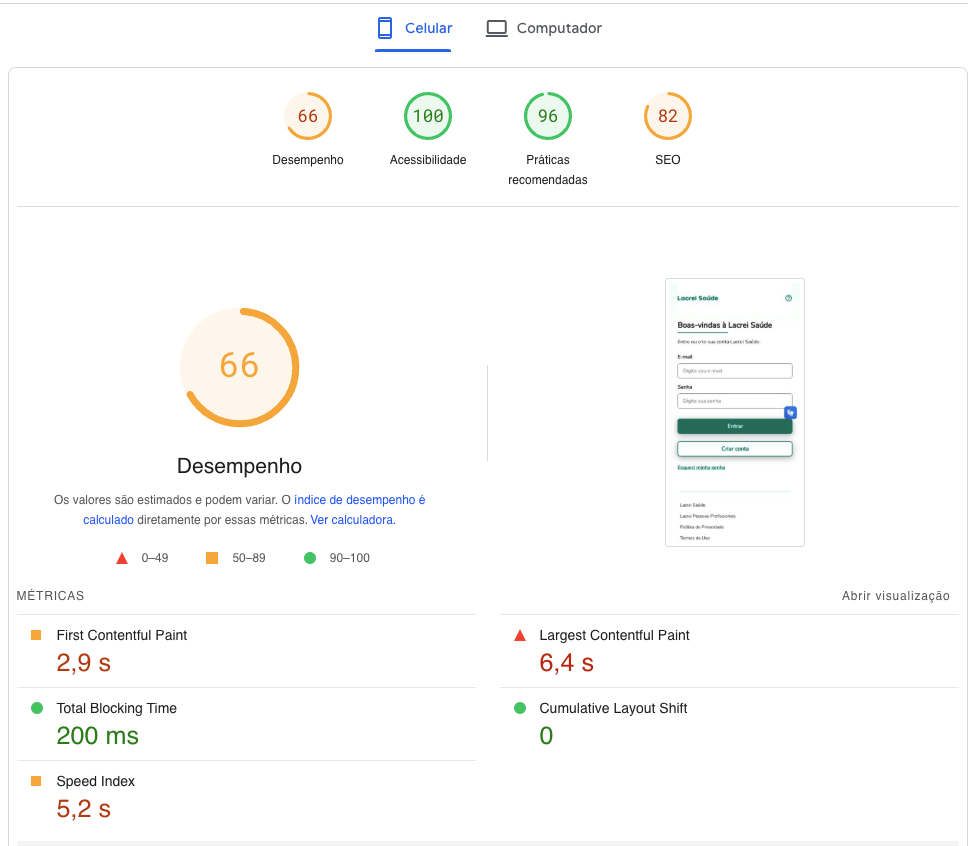 Celular
Computador
66
100
96
82
Desempenho
Acessibilidade
Práticas
recomendadas
SEO
66
Desempenho
Os valores são estimados e podem variar. O índice de desempenho é
calculado diretamente por essas métricas. Ver calculadora.
0–49
50–89
90–100
Lacrei Saúde
Boas-vindas à Lacrei Saúde
Entre ou crie sua conta Lacrei Saúde.
E-mail
Digite seu e-mail
Senha
Digite sua senha
Entrar
Criar conta
Esqueci minha senha
Lacrei Saúde
Lacrei Pessoas Profissionais
Política de Privacidade
Termos de Uso
MÉTRICAS
Abrir visualização
First Contentful Paint
2,9 s
Largest Contentful Paint
6,4 s
Total Blocking Time
200 ms
Cumulative Layout Shift
0
Speed Index
5,2 s